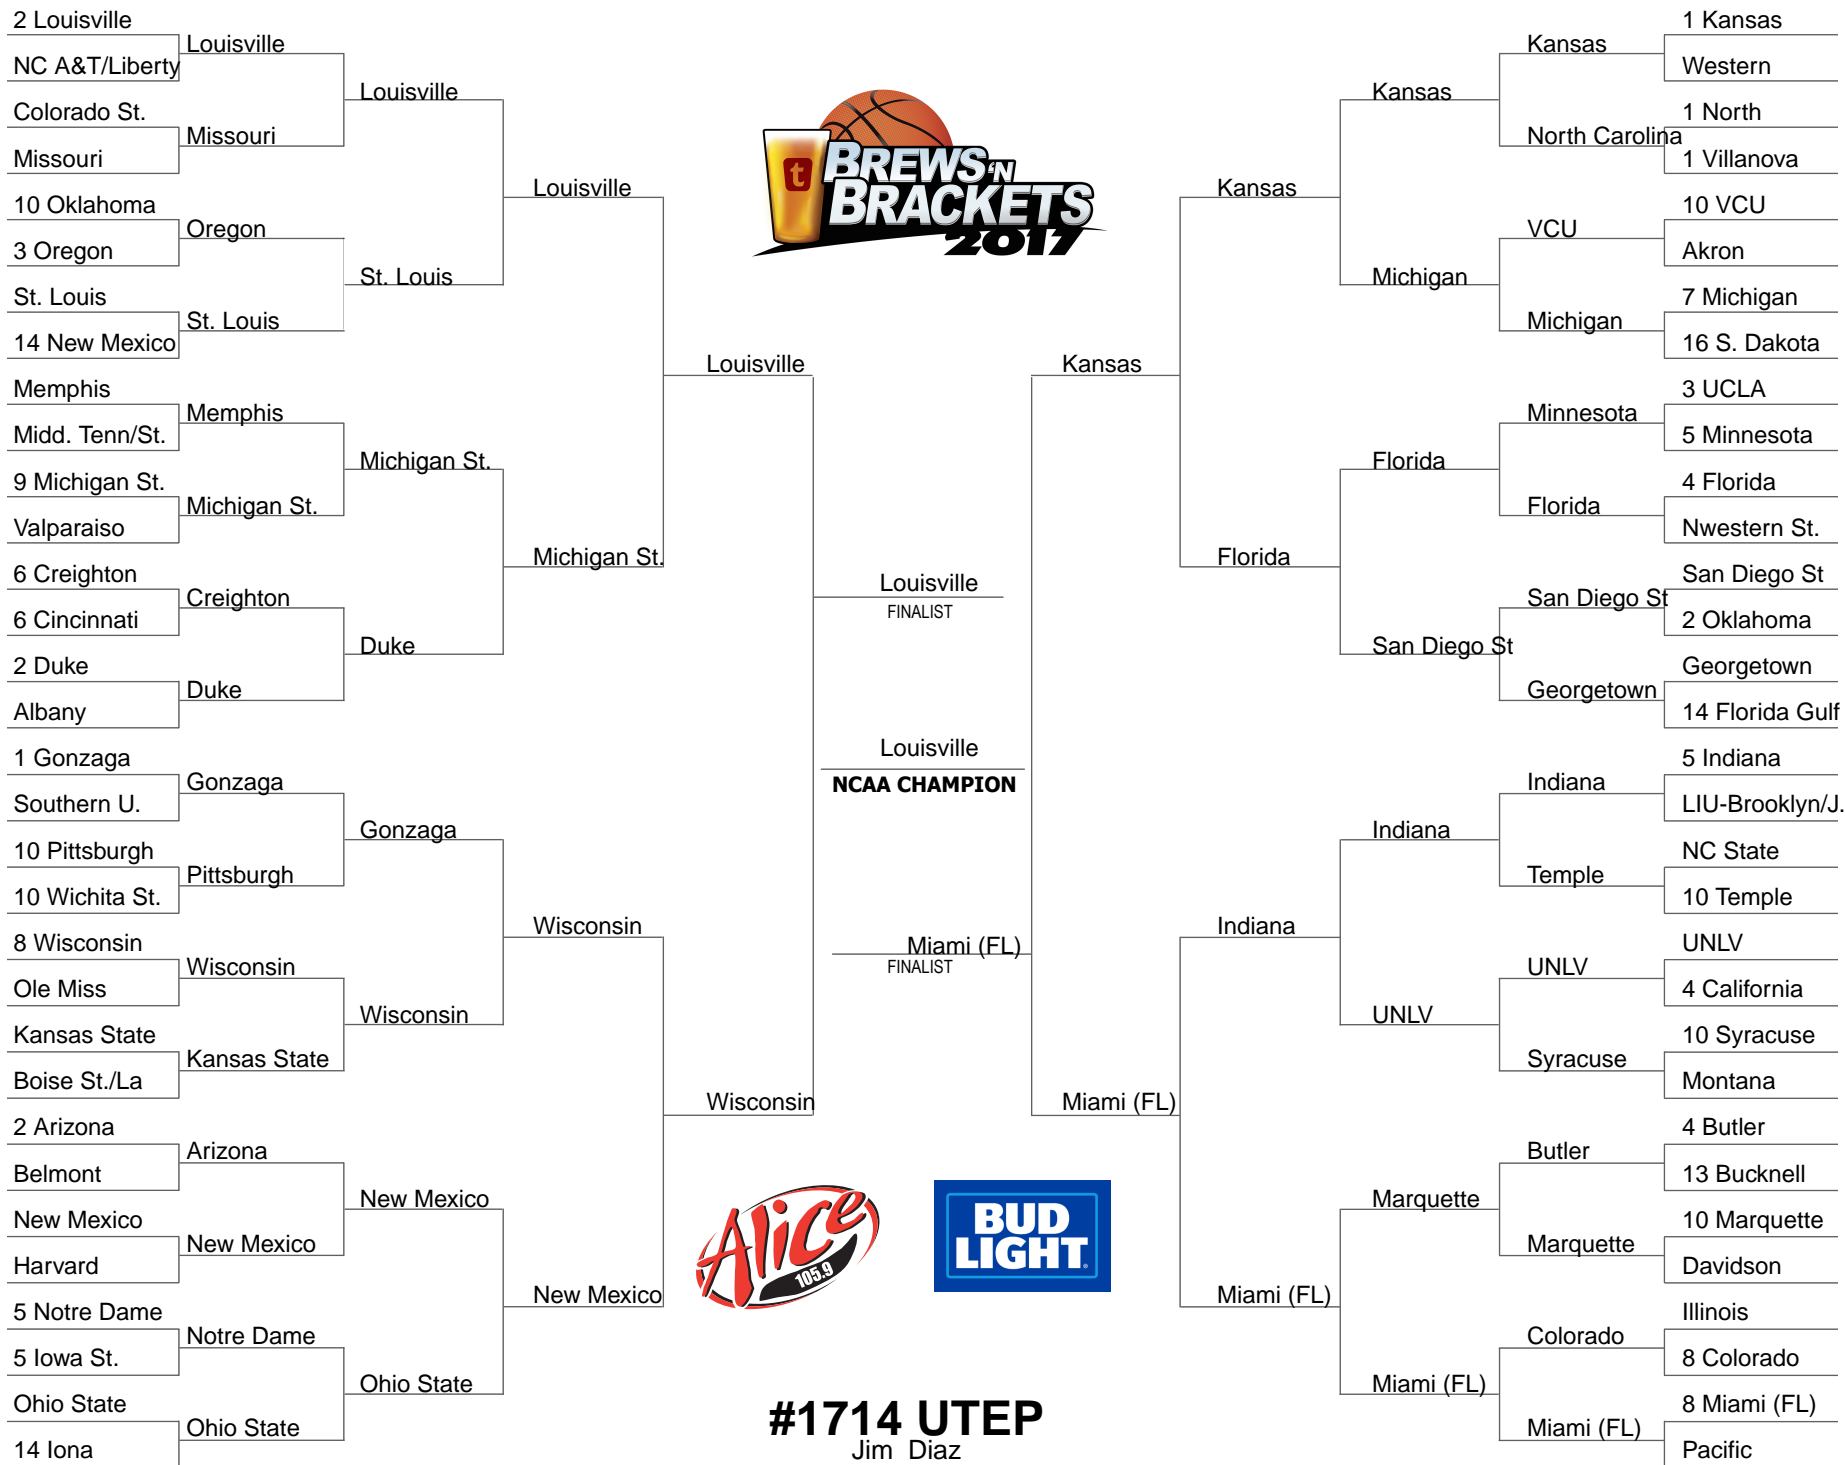 2 Louisville
NC A&T/Liberty
Colorado St.
Missouri
10 Oklahoma
3 Oregon
St. Louis
14 New Mexico
Memphis
Midd. Tenn/St.
9 Michigan St.
Valparaiso
6 Creighton
6 Cincinnati
2 Duke
Albany
1 Gonzaga
Southern U.
10 Pittsburgh
10 Wichita St.
8 Wisconsin
Ole Miss
Kansas State
Boise St./La
2 Arizona
Belmont
New Mexico
Harvard
5 Notre Dame
5 Iowa St.
Ohio State
14 Iona
Louisville
Missouri
Oregon
St. Louis
Memphis
Michigan St.
Creighton
Duke
Gonzaga
Pittsburgh
Wisconsin
Kansas State
Arizona
New Mexico
Notre Dame
Ohio State
Louisville
St. Louis
Michigan St.
Duke
Gonzaga
Wisconsin
New Mexico
Ohio State
Louisville
Michigan St.
Wisconsin
New Mexico
Louisville
Wisconsin
t
BREWS 'N
BRACKETS
2017
Louisville
FINALIST
Louisville
NCAA CHAMPION
Miami (FL)
FINALIST
Alice
105.9
BUD
LIGHT
#1714 UTEP
Jim Diaz
Kansas
Miami (FL)
Kansas
Florida
Indiana
Miami (FL)
Kansas
Michigan
Florida
San Diego St
Indiana
UNLV
Marquette
Miami (FL)
Kansas
North Carolina
VCU
Michigan
Minnesota
Florida
San Diego St
Georgetown
Indiana
Temple
UNLV
Syracuse
Butler
Marquette
Colorado
Miami (FL)
1 Kansas
Western
1 North
1 Villanova
10 VCU
Akron
7 Michigan
16 S. Dakota
3 UCLA
5 Minnesota
4 Florida
Nwestern St.
San Diego St
2 Oklahoma
Georgetown
14 Florida Gulf
5 Indiana
LIU-Brooklyn/J.
NC State
10 Temple
UNLV
4 California
10 Syracuse
Montana
4 Butler
13 Bucknell
10 Marquette
Davidson
Illinois
8 Colorado
8 Miami (FL)
Pacific